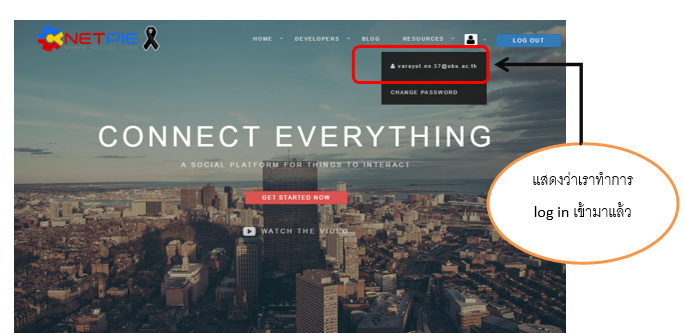 NETPIE
HOME DEVELOPERS BLOG RESOURCES LOG OUT
varayut.no.57@ubu.ac.th
CHANGE PASSWORD
CONNECT EVERYTHING
A SOCIAL PLATFORM FOR THINGS TO INTERACT
GET STARTED NOW
WATCH THE VIDEO
แสดงว่าเราทำการ
log in เข้ามาแล้ว